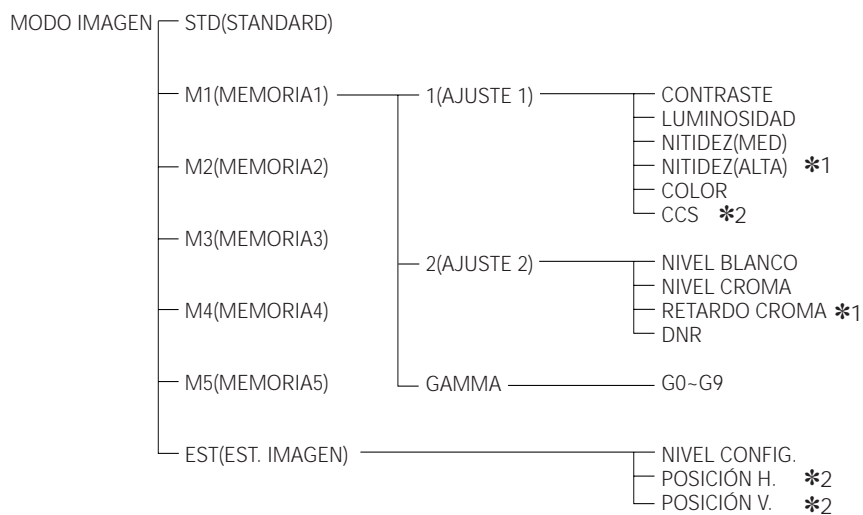 MODO IMAGEN
STD(STANDARD)
M1(MEMORIA1)
1(AJUSTE 1)
CONTRASTE
LUMINOSIDAD
NITIDEZ(MED)
NITIDEZ(ALTA) ✱1
COLOR
CCS ✱2
M2(MEMORIA2)
M3(MEMORIA3)
2(AJUSTE 2)
NIVEL BLANCO
NIVEL CROMA
RETARDO CROMA ✱1
DNR
M4(MEMORIA4)
M5(MEMORIA5)
GAMMA
G0~G9
EST(EST. IMAGEN)
NIVEL CONFIG.
POSICIÓN H. ✱2
POSICIÓN V. ✱2